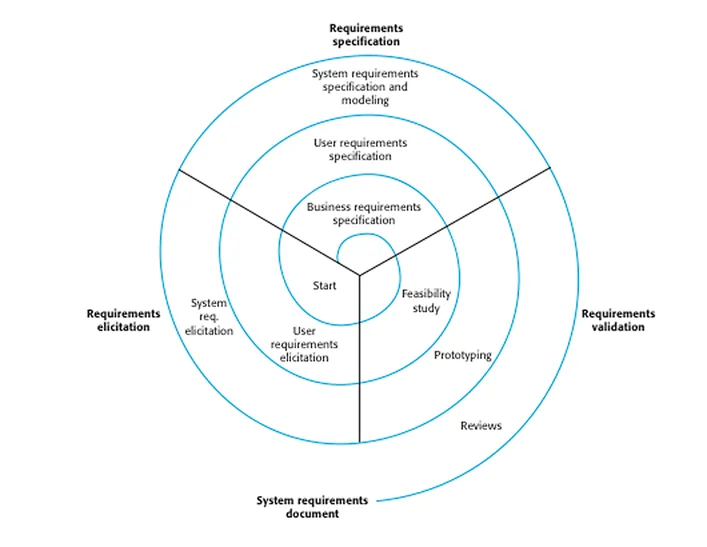 Requirements
specification
System requirements
specification and
modeling
User requirements
specification
Business requirements
specification
Start
Feasibility
study
System
req.
elicitation
Requirements
elicitation
Requirements
validation
User
requirements
elicitation
Prototyping
Reviews
System requirements
document